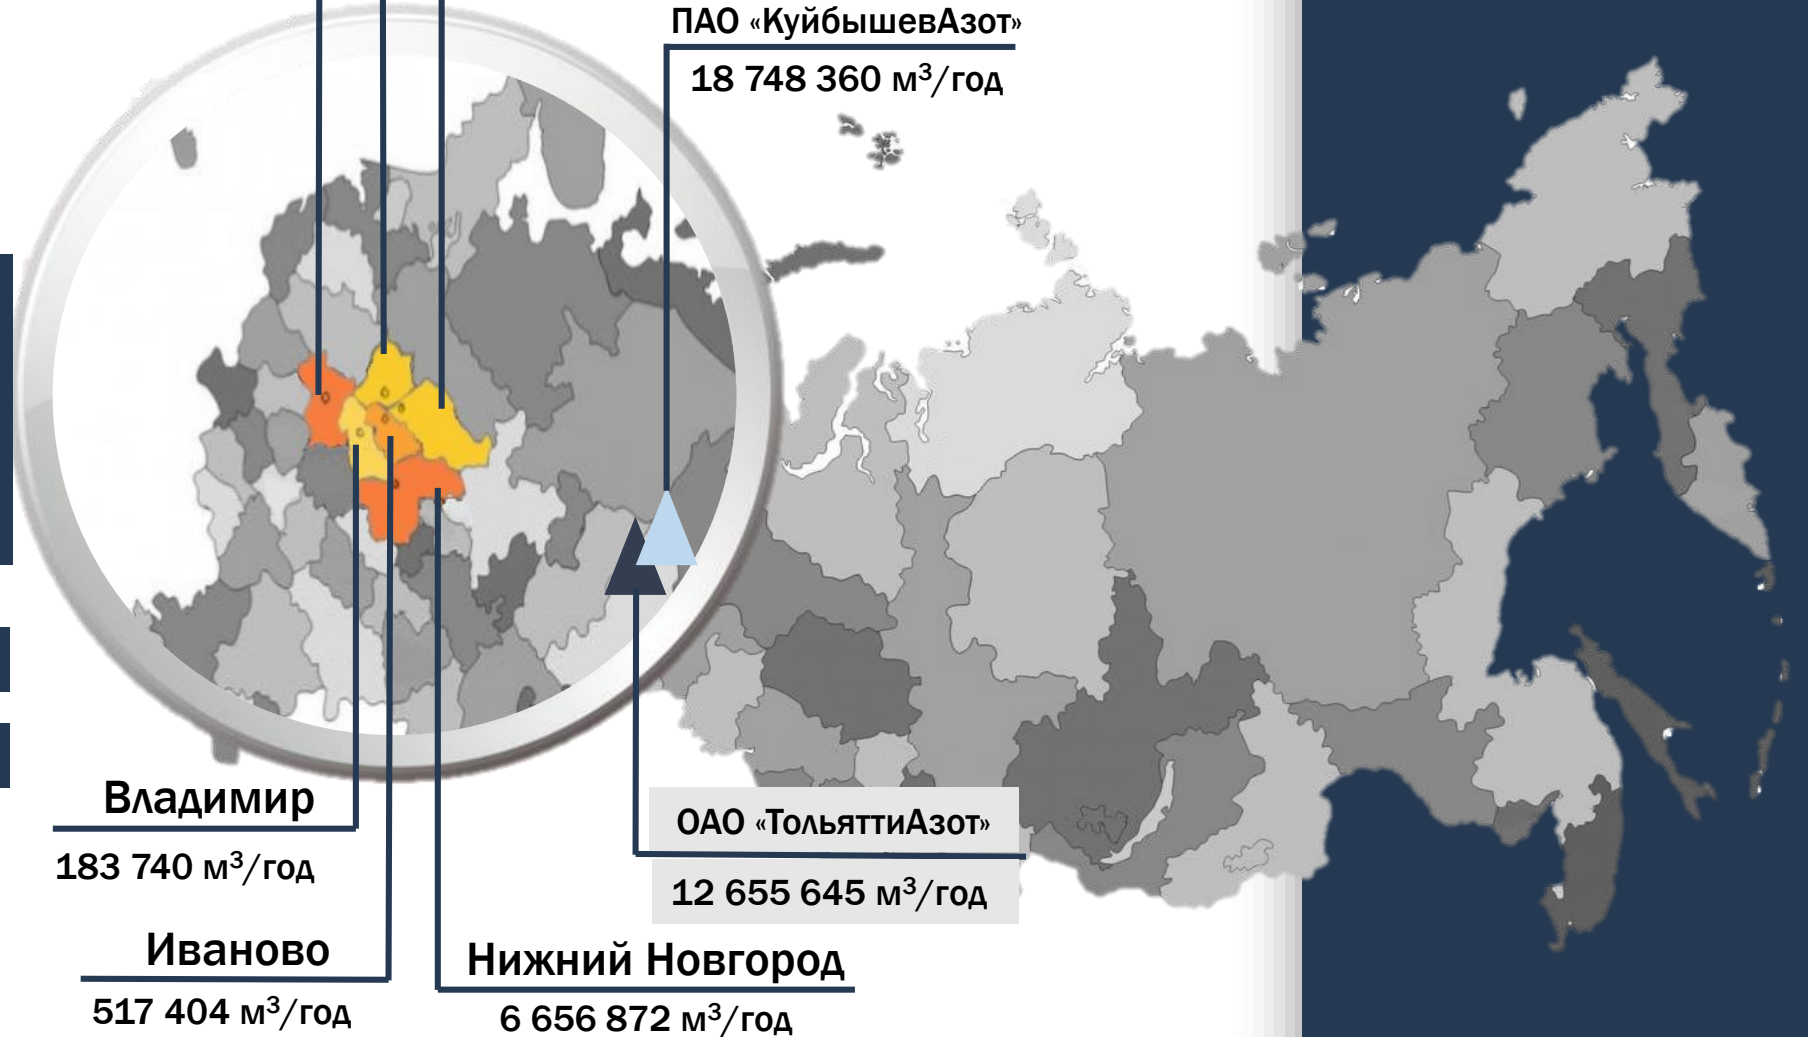 ПАО «КуйбышевАзот»
18 748 360 м³/год
Владимир
183 740 м³/год
ОАО «ТольяттиАзот»
12 655 645 м³/год
Иваново
517 404 м³/год
Нижний Новгород
6 656 872 м³/год